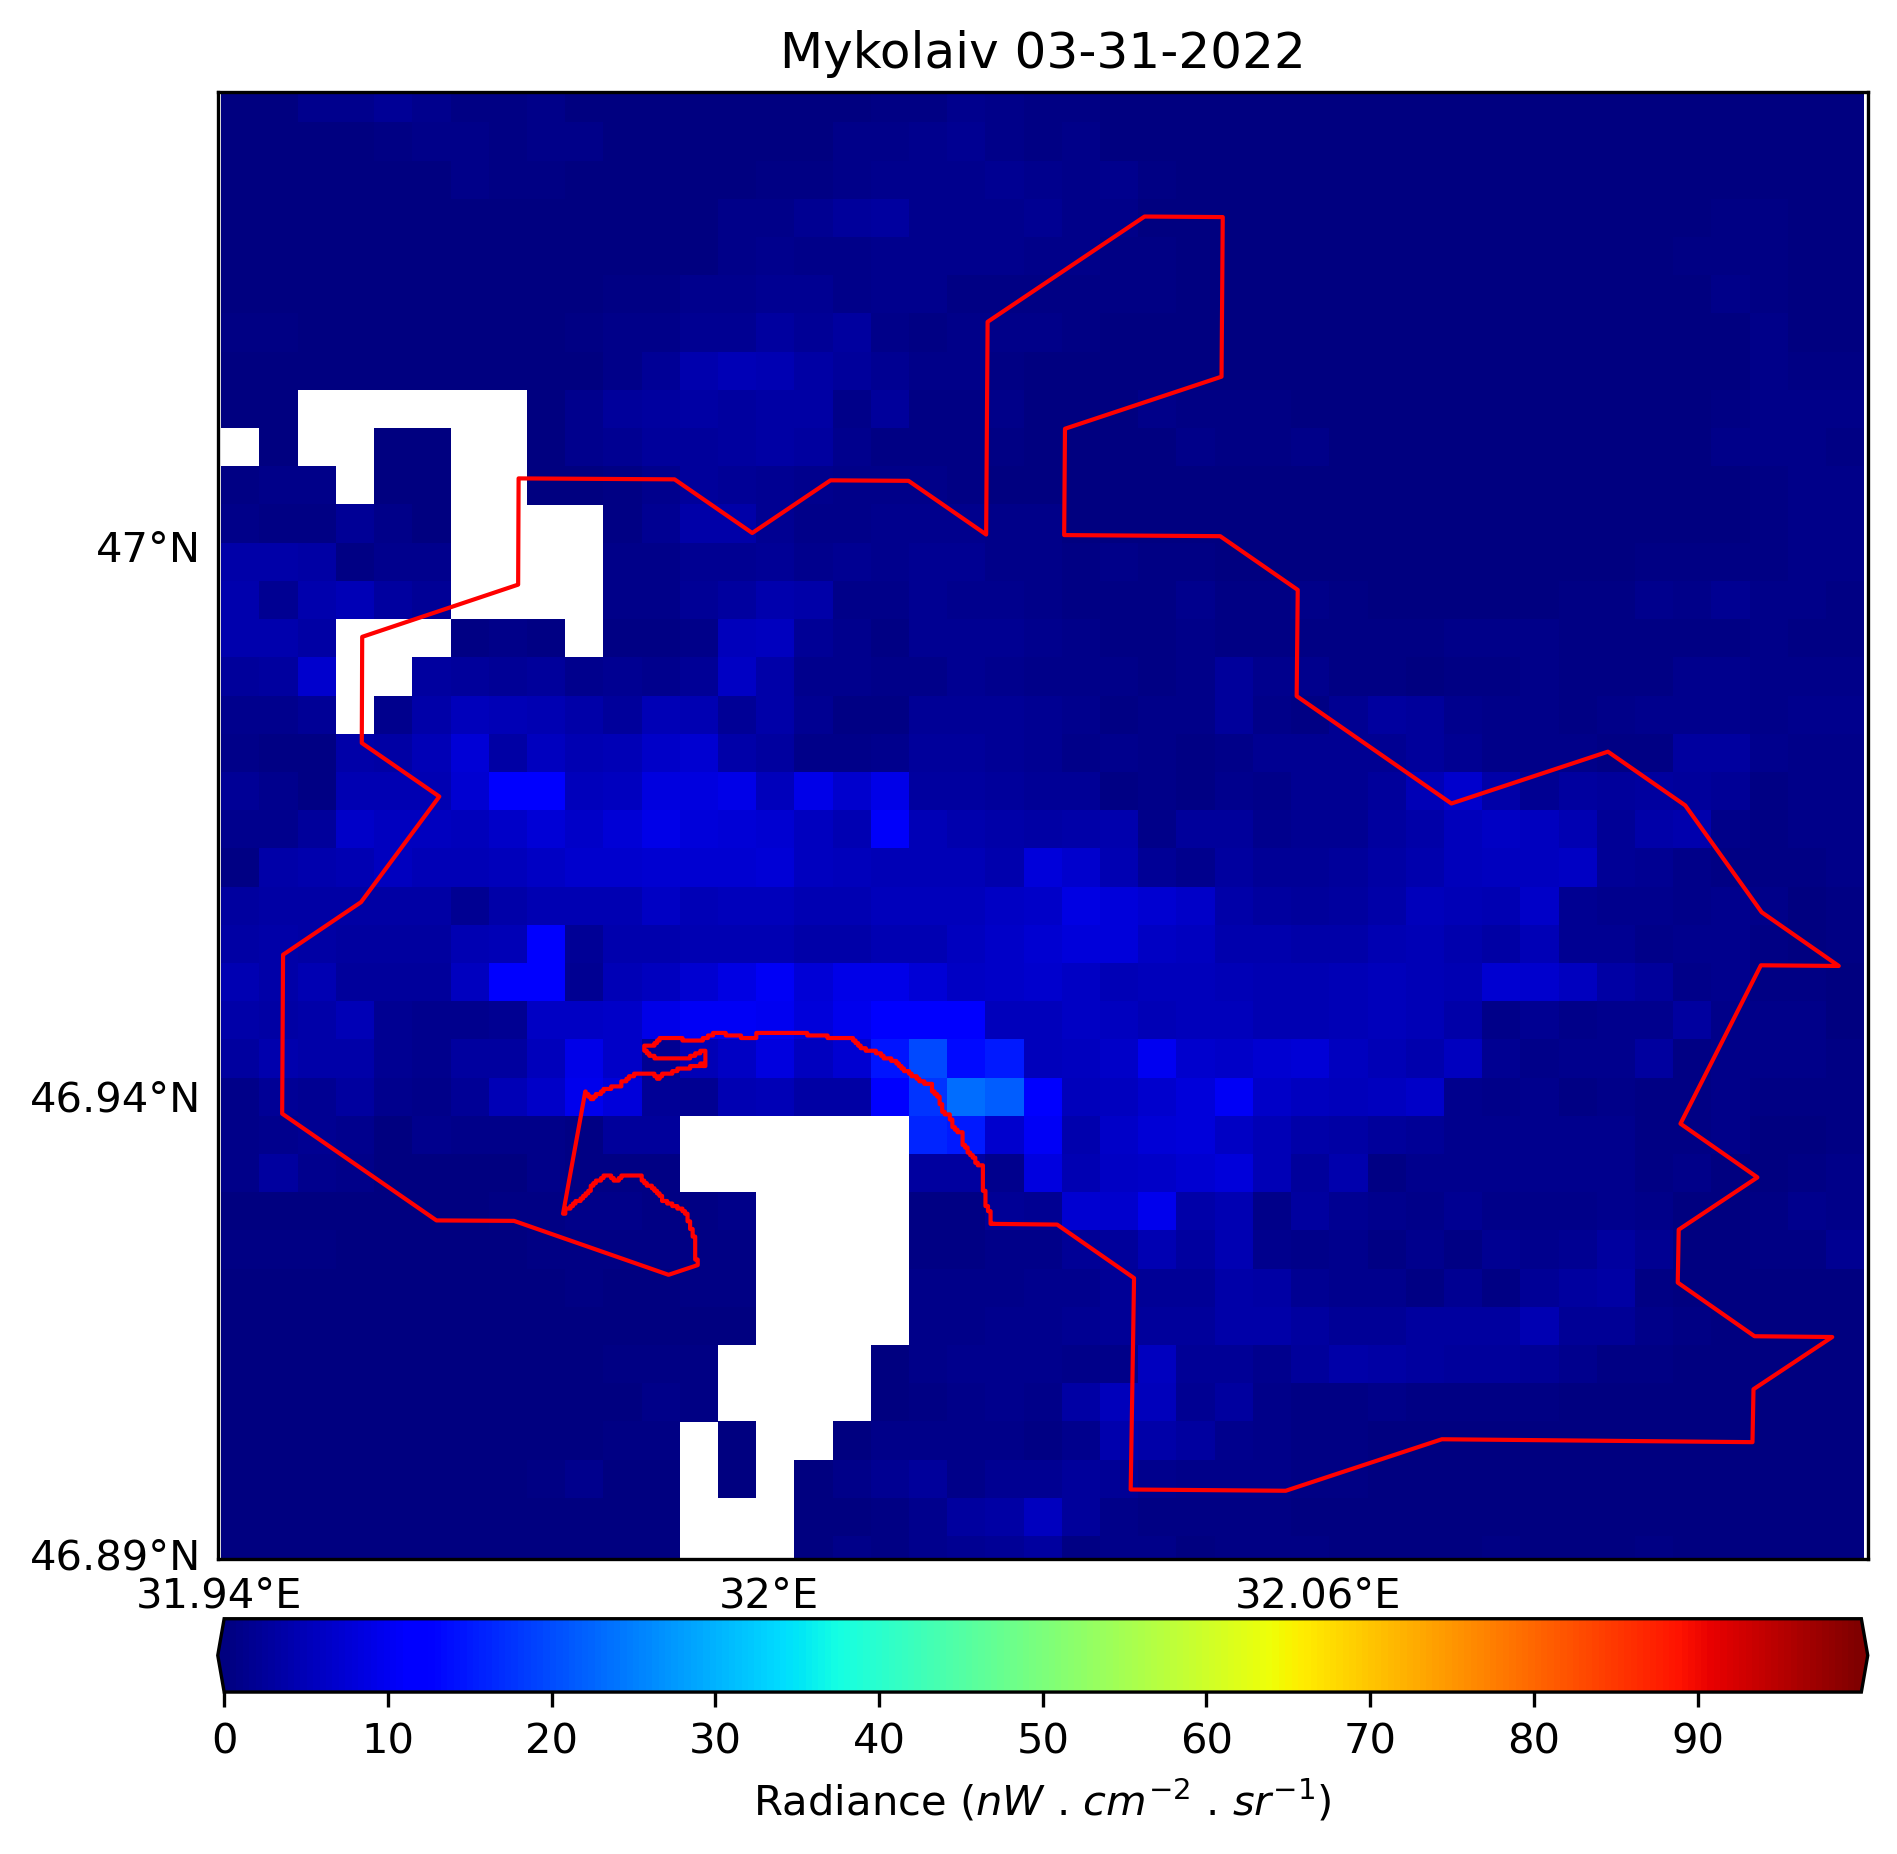 Mykolaiv 03-31-2022
47°N
46.94°N
46.89°N
31.94°E 32°E 32.06°E
0 10 20 30 40 50 60 70 80 90
Radiance (nW . cm⁻² . sr⁻¹)